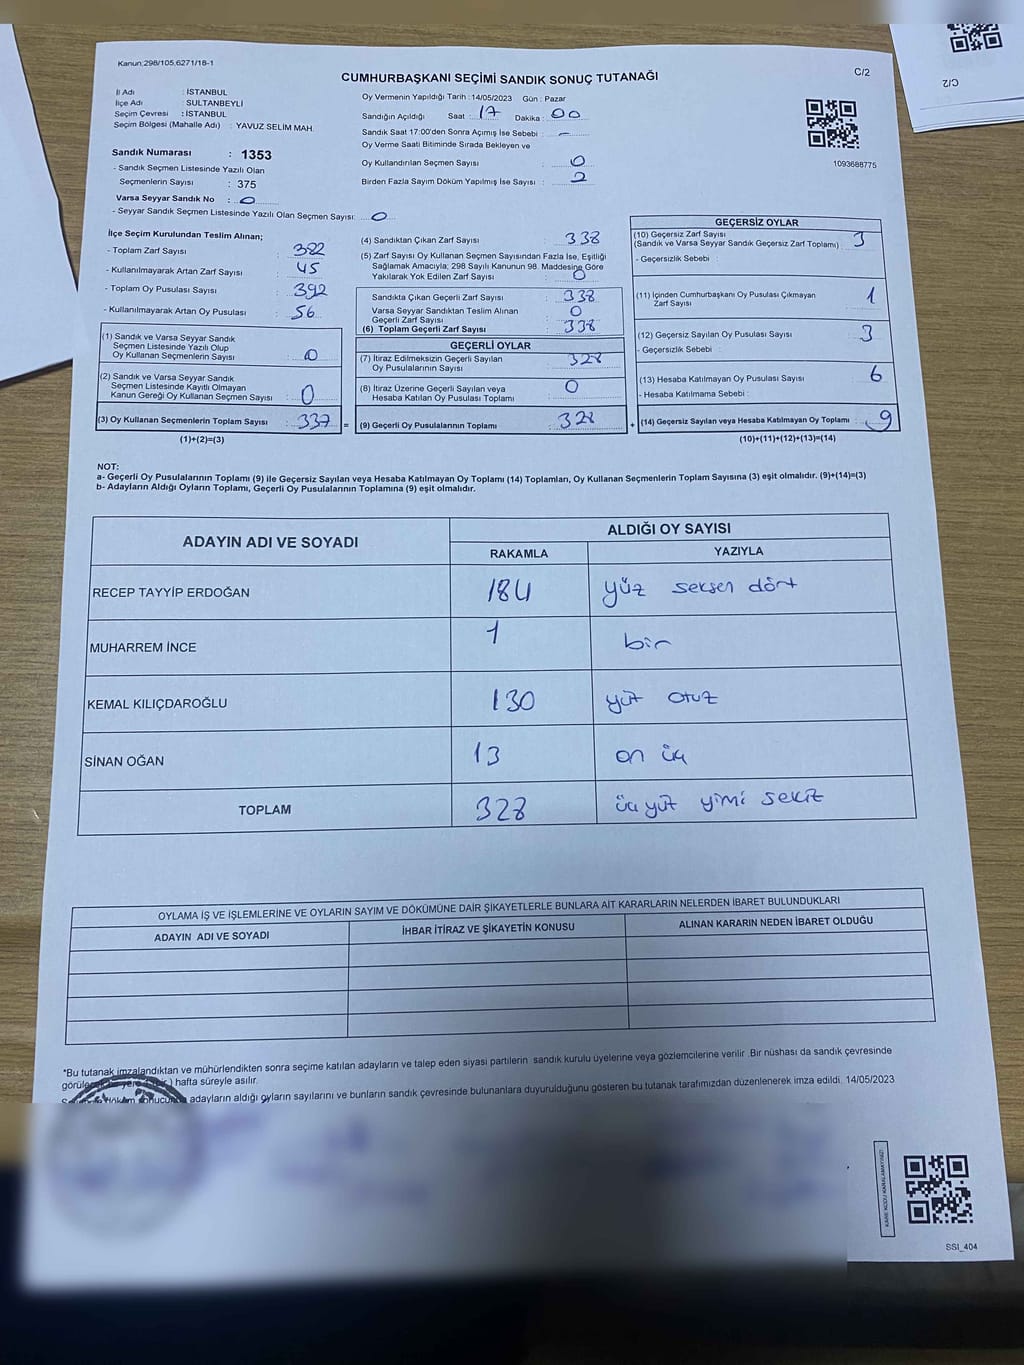 Kanun:298/105,6271/18-1
C/2
C/2
CUMHURBAŞKANI SEÇİMİ SANDIK SONUÇ TUTANAĞI
İl Adı : İSTANBUL
İlçe Adı : SULTANBEYLİ
Seçim Çevresi : İSTANBUL
Seçim Bölgesi (Mahalle Adı) : YAVUZ SELİM MAH.
Oy Vermenin Yapıldığı Tarih :14/05/2023 Gün : Pazar
Sandığın Açıldığı Saat : 17 Dakika : 00
Sandık Saat 17:00'den Sonra Açımış İse Sebebi : -
Oy Verme Saati Bitiminde Sırada Bekleyen ve
Oy Kullandırılan Seçmen Sayısı : 0
Birden Fazla Sayım Döküm Yapılmış İse Sayısı : 2
1093688775
Sandık Numarası : 1353
- Sandık Seçmen Listesinde Yazılı Olan
Seçmenlerin Sayısı : 375
Varsa Seyyar Sandık No : 0
- Seyyar Sandık Seçmen Listesinde Yazılı Olan Seçmen Sayısı: 0
İlçe Seçim Kurulundan Teslim Alınan;
- Toplam Zarf Sayısı : 382
- Kullanılmayarak Artan Zarf Sayısı : 45
- Toplam Oy Pusulası Sayısı : 392
- Kullanılmayarak Artan Oy Pusulası : 56
(1) Sandık ve Varsa Seyyar Sandık
Seçmen Listesinde Yazılı Olup
Oy Kullanan Seçmenlerin Sayısı : 0
(2) Sandık ve Varsa Seyyar Sandık
Seçmen Listesinde Kayıtlı Olmayan
Kanun Gereği Oy Kullanan Seçmen Sayısı : 0
(3) Oy Kullanan Seçmenlerin Toplam Sayısı : 337
(1)+(2)=(3)
(4) Sandıktan Çıkan Zarf Sayısı : 338
(5) Zarf Sayısı Oy Kullanan Seçmen Sayısından Fazla İse, Eşitliği
Sağlamak Amacıyla; 298 Sayılı Kanunun 98. Maddesine Göre
Yakılarak Yok Edilen Zarf Sayısı : 0
Sandıkta Çıkan Geçerli Zarf Sayısı : 338
Varsa Seyyar Sandıktan Teslim Alınan
Geçerli Zarf Sayısı : 0
(6) Toplam Geçerli Zarf Sayısı : 338
GEÇERLİ OYLAR
(7) İtiraz Edilmeksizin Geçerli Sayılan
Oy Pusulalarının Sayısı : 328
(8) İtiraz Üzerine Geçerli Sayılan veya
Hesaba Katılan Oy Pusulası Toplamı : 0
= (9) Geçerli Oy Pusulalarının Toplamı : 328
GEÇERSİZ OYLAR
(10) Geçersiz Zarf Sayısı
(Sandık ve Varsa Seyyar Sandık Geçersiz Zarf Toplamı) : 3
- Geçersizlik Sebebi :
(11) İçinden Cumhurbaşkanı Oy Pusulası Çıkmayan
Zarf Sayısı 1
(12) Geçersiz Sayılan Oy Pusulası Sayısı : 3
- Geçersizlik Sebebi :
(13) Hesaba Katılmayan Oy Pusulası Sayısı : 6
- Hesaba Katılmama Sebebi :
+ (14) Geçersiz Sayılan veya Hesaba Katılmayan Oy Toplamı : 9
(10)+(11)+(12)+(13)=(14)
NOT:
a- Geçerli Oy Pusulalarının Toplamı (9) ile Geçersiz Sayılan veya Hesaba Katılmayan Oy Toplamı (14) Toplamları, Oy Kullanan Seçmenlerin Toplam Sayısına (3) eşit olmalıdır. (9)+(14)=(3)
b- Adayların Aldığı Oyların Toplamı, Geçerli Oy Pusulalarının Toplamına (9) eşit olmalıdır.
ADAYIN ADI VE SOYADI
ALDIĞI OY SAYISI
RAKAMLA YAZIYLA
RECEP TAYYİP ERDOĞAN 184 yüz seksen dört
MUHARREM İNCE 1 bir
KEMAL KILIÇDAROĞLU 130 yüz otuz
SİNAN OĞAN 13 on üç
TOPLAM 328 üçyüz yimi sekiz
OYLAMA İŞ VE İŞLEMLERİNE VE OYLARIN SAYIM VE DÖKÜMÜNE DAİR ŞİKAYETLERLE BUNLARA AİT KARARLARIN NELERDEN İBARET BULUNDUKLARI
ADAYIN ADI VE SOYADI İHBAR İTİRAZ VE ŞİKAYETİN KONUSU ALINAN KARARIN NEDEN İBARET OLDUĞU
*Bu tutanak imzalandıktan ve mühürlendikten sonra seçime katılan adayların ve talep eden siyasi partilerin sandık kurulu üyelerine veya gözlemcilerine verilir .Bir nüshası da sandık çevresinde
hafta süreyle asılır.
adayların aldığı oyların sayılarını ve bunların sandık çevresinde bulunanlara duyurulduğunu gösteren bu tutanak tarafımızdan düzenlenerek imza edildi. 14/05/2023
KARE KODU KARALAMAYINIZ!
SSI_404